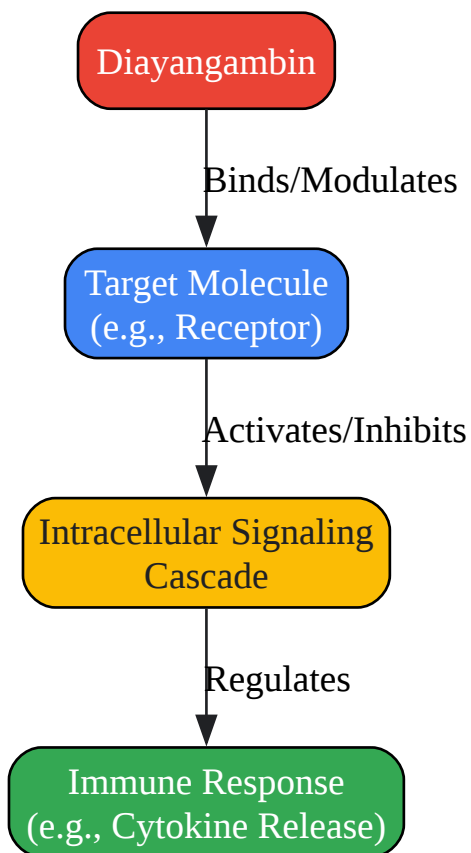 Diayangambin
Binds/Modulates
Target Molecule
(e.g., Receptor)
Activates/Inhibits
Intracellular Signaling
Cascade
Regulates
Immune Response
(e.g., Cytokine Release)